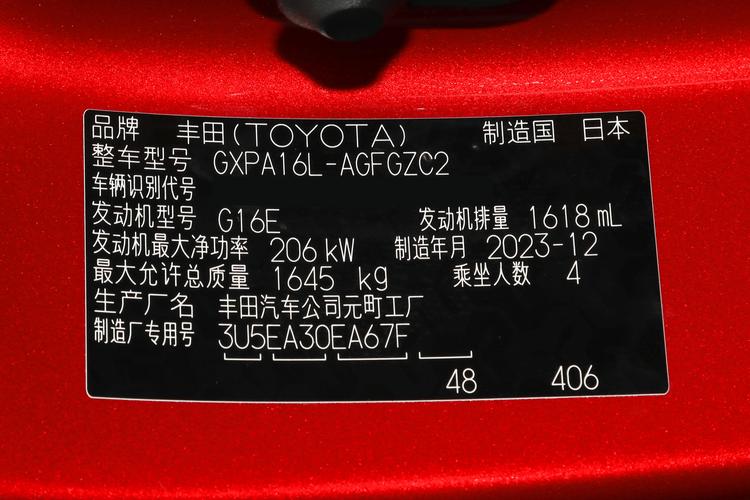 品牌 丰田(TOYOTA) 制造国 日本
整车型号 GXPA16L-AGFGZC2
车辆识别代号
发动机型号 G16E 发动机排量 1618 mL
发动机最大净功率 206 kW 制造年月 2023-12
最大允许总质量 1645 kg 乘坐人数 4
生产厂名 丰田汽车公司元町工厂
制造厂专用号 3U5EA30EA67F
48 406